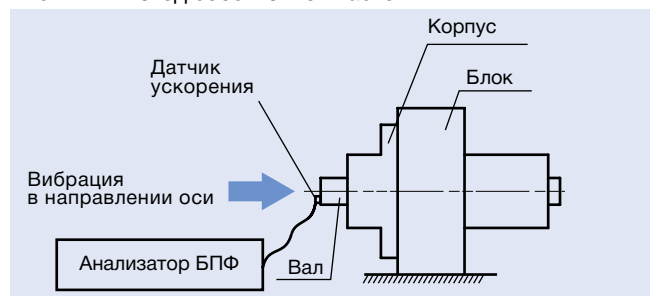 Корпус
Датчик
ускорения
Блок
Вибрация
в направлении оси
Анализатор БПФ
Вал